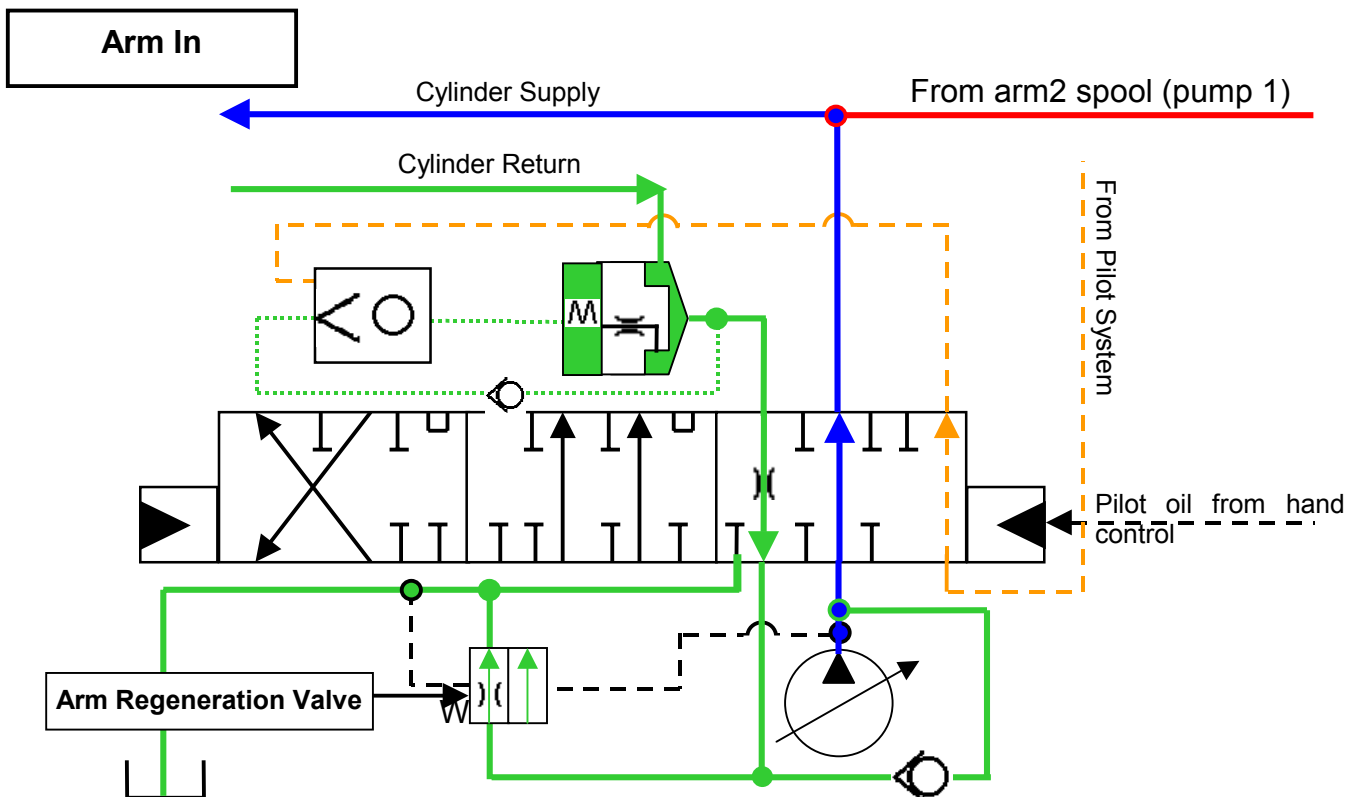 Arm In
Cylinder Supply
From arm2 spool (pump 1)
Cylinder Return
From Pilot System
Pilot oil from hand
control
Arm Regeneration Valve
W